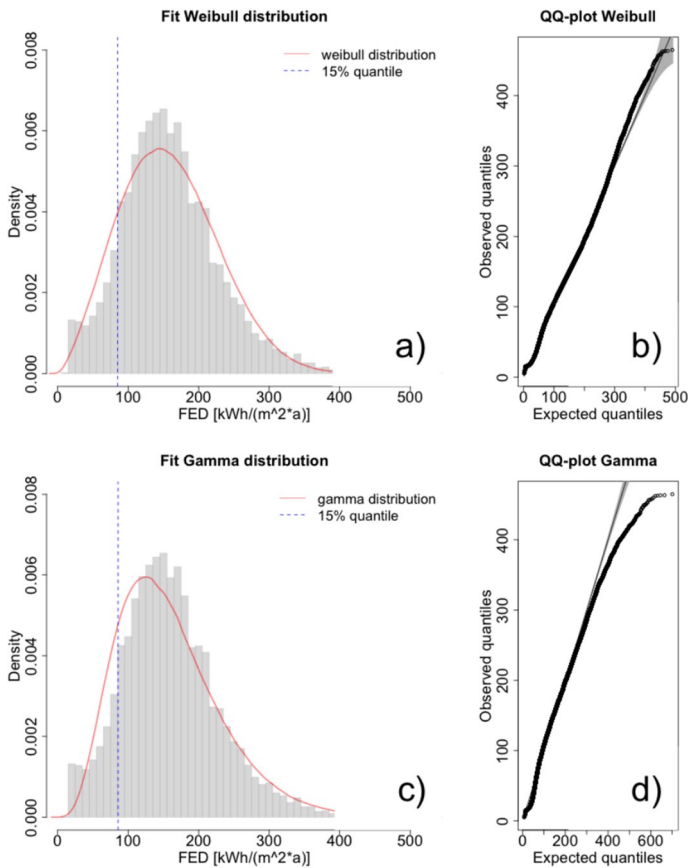 Fit Weibull distribution
0.008
0.006
0.004
0.002
0.000
Density
weibull distribution
15% quantile
a)
0 100 200 300 400 500
FED [kWh/(m^2*a)]
QQ-plot Weibull
400
300
200
100
0
Observed quantiles
b)
0 100 200 300 400 500
Expected quantiles
Fit Gamma distribution
0.008
0.006
0.004
0.002
0.000
Density
gamma distribution
15% quantile
c)
0 100 200 300 400 500
FED [kWh/(m^2*a)]
QQ-plot Gamma
400
300
200
100
0
Observed quantiles
d)
0 200 400 600
Expected quantiles